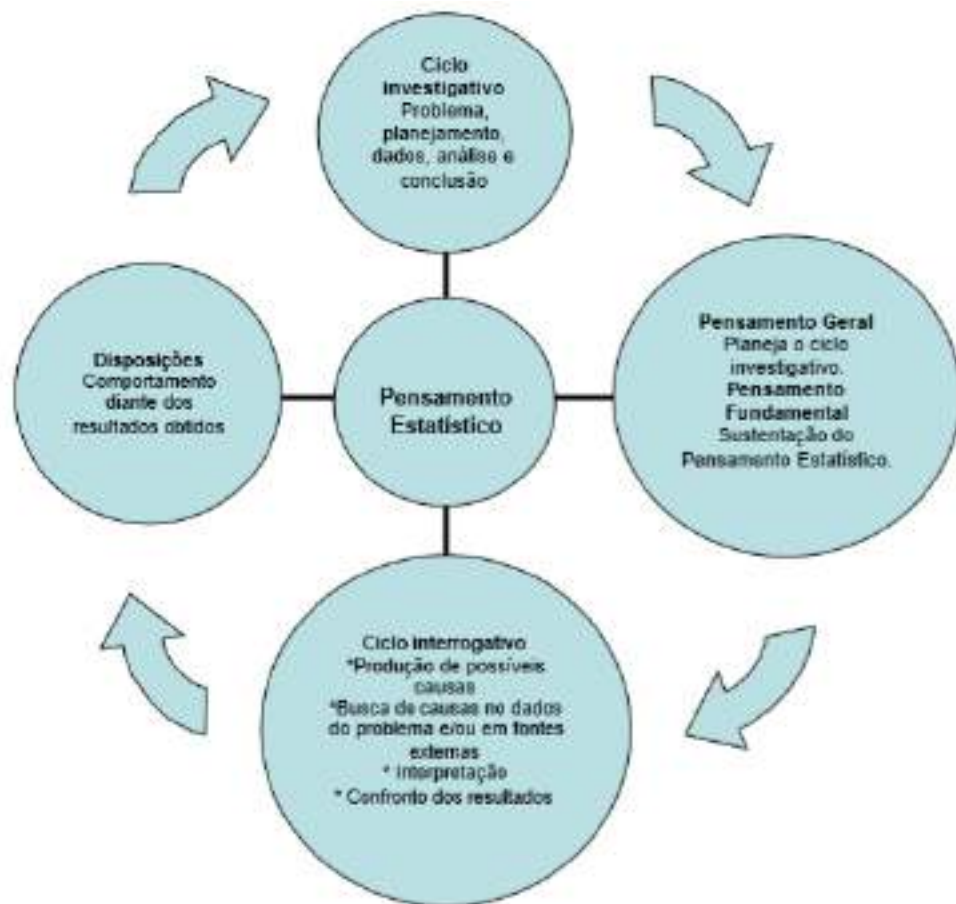 Ciclo
investigativo
Problema,
planejamento,
dados, análise e
conclusão
Pensamento Geral
Planeja o ciclo
investigativo.
Pensamento
Fundamental
Sustentação do
Pensamento Estatístico.
Disposições
Comportamento
diante dos
resultados obtidos
Pensamento
Estatístico
Ciclo interrogativo
*Produção de possíveis
causas
*Busca de causas no dados
do problema e/ou em fontes
externas
* Interpretação
* Confronto dos resultados